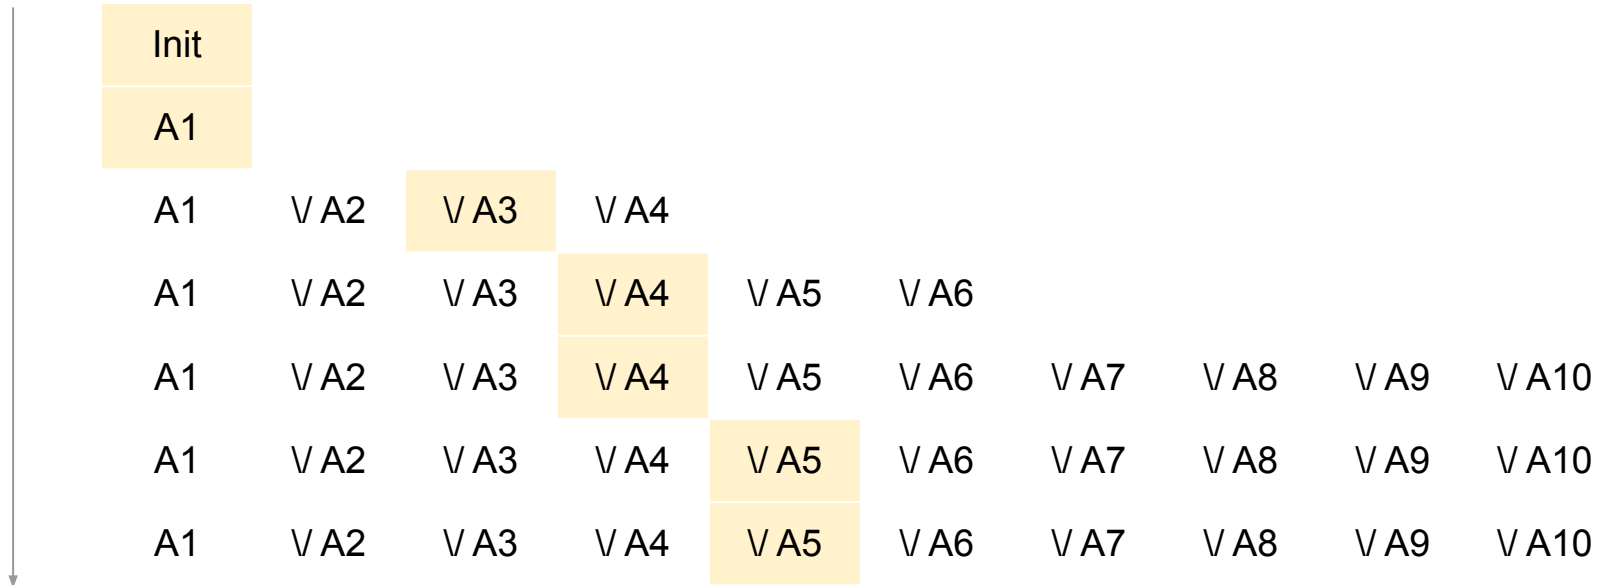 Init
A1
A1 \/ A2 \/ A3 \/ A4
A1 \/ A2 \/ A3 \/ A4 \/ A5 \/ A6
A1 \/ A2 \/ A3 \/ A4 \/ A5 \/ A6 \/ A7 \/ A8 \/ A9 \/ A10
A1 \/ A2 \/ A3 \/ A4 \/ A5 \/ A6 \/ A7 \/ A8 \/ A9 \/ A10
A1 \/ A2 \/ A3 \/ A4 \/ A5 \/ A6 \/ A7 \/ A8 \/ A9 \/ A10